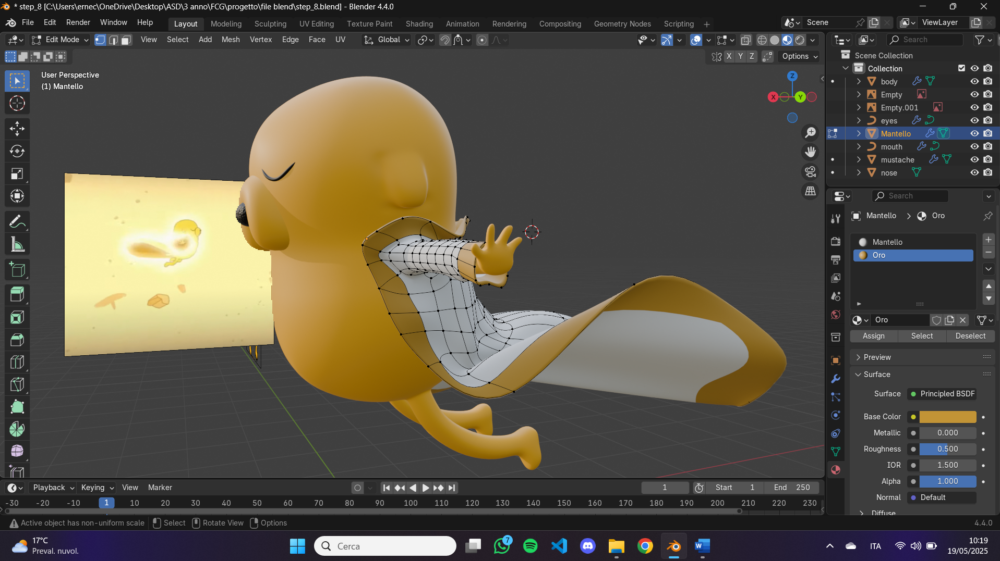 * step_8 [C:\Users\ernec\OneDrive\Desktop\ASD\3 anno\FCG\progetto\file blend\step_8.blend] - Blender 4.4.0
File Edit Render Window Help Layout Modeling Sculpting UV Editing Texture Paint Shading Animation Rendering Compositing Geometry Nodes Scripting + Scene ViewLayer
Edit Mode View Select Add Mesh Vertex Edge Face UV Global Search
X Y Z Options
User Perspective
(1) Mantello
Z
X Y
Scene Collection
Collection
body
Empty
Empty.001
eyes
Mantello
mouth
mustache
nose
Search
Mantello > Oro
Mantello
Oro
Oro
Assign Select Deselect
Preview
Surface
Surface Principled BSDF
Base Color
Metallic 0.000
Roughness 0.500
IOR 1.500
Alpha 1.000
Normal Default
Diffuse
Playback Keying View Marker 1 Start 1 End 250
-30 -20 -10 1 10 20 30 40 50 60 70 80 90 100 110 120 130 140 150 160 170 180 190 200 210 220 230
Active object has non-uniform scale Select Rotate View Options 4.4.0
17°C
Preval. nuvol.
Cerca
7
W
ITA
10:19
19/05/2025